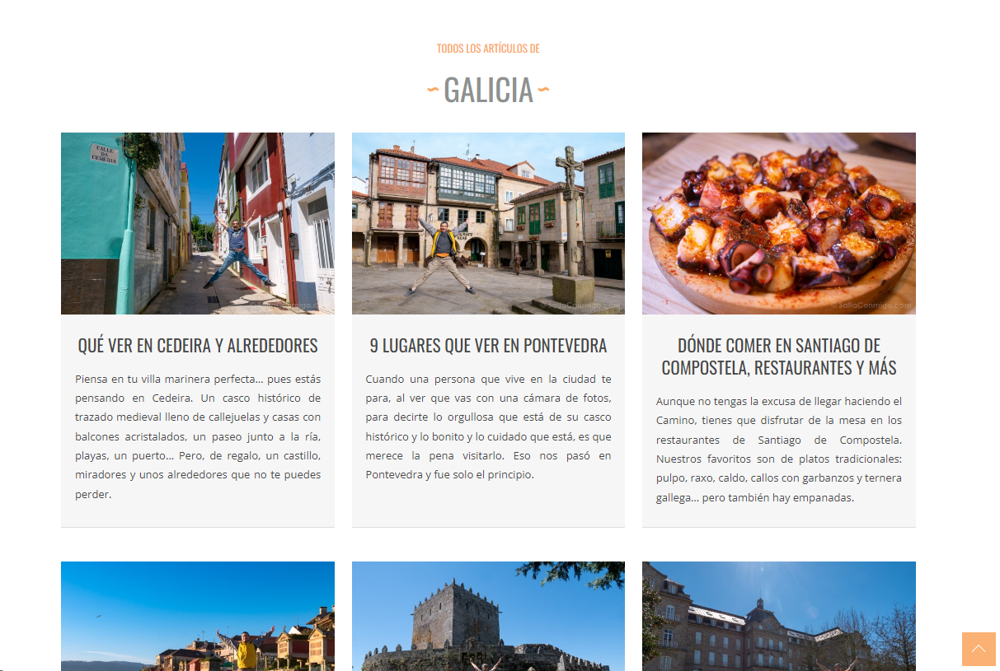 TODOS LOS ARTÍCULOS DE
~ GALICIA ~
CALLE
DA
CEREIXA
© SaltaConmigo.com
© SaltaConmigo.com
© SaltaConmigo.com
QUÉ VER EN CEDEIRA Y ALREDEDORES
Piensa en tu villa marinera perfecta... pues estás
pensando en Cedeira. Un casco histórico de
trazado medieval lleno de callejuelas y casas con
balcones acristalados, un paseo junto a la ría,
playas, un puerto... Pero, de regalo, un castillo,
miradores y unos alrededores que no te puedes
perder.
9 LUGARES QUE VER EN PONTEVEDRA
Cuando una persona que vive en la ciudad te
para, al ver que vas con una cámara de fotos,
para decirte lo orgullosa que está de su casco
histórico y lo bonito y lo cuidado que está, es que
merece la pena visitarlo. Eso nos pasó en
Pontevedra y fue solo el principio.
DÓNDE COMER EN SANTIAGO DE
COMPOSTELA, RESTAURANTES Y MÁS
Aunque no tengas la excusa de llegar haciendo el
Camino, tienes que disfrutar de la mesa en los
restaurantes de Santiago de Compostela.
Nuestros favoritos son de platos tradicionales:
pulpo, raxo, caldo, callos con garbanzos y ternera
gallega... pero también hay empanadas.